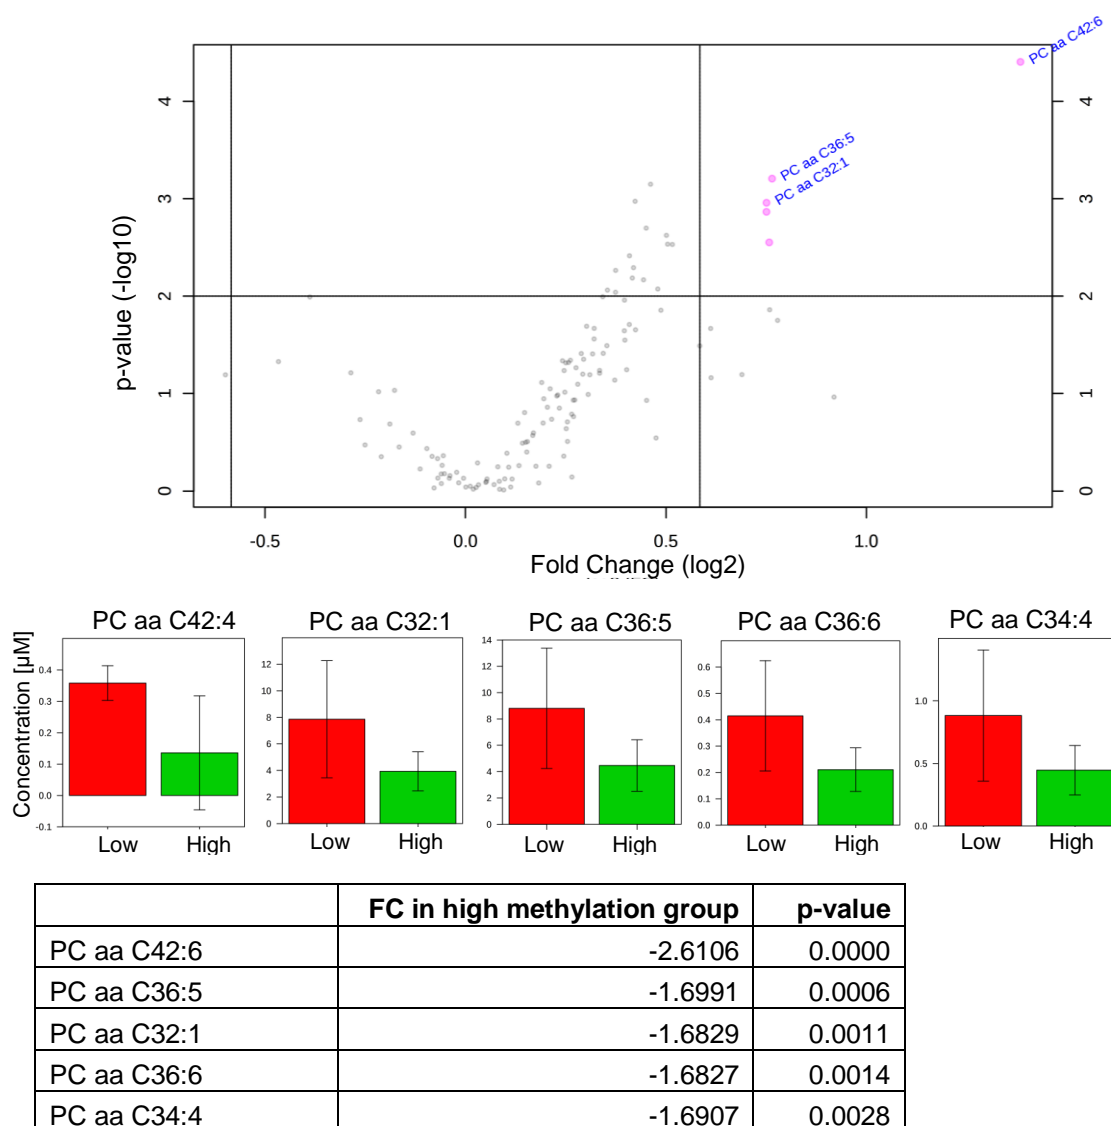 PC aa C42:6
PC aa C36:5
PC aa C32:1
p-value (-log10)
4
3
2
1
0
4
3
2
1
0
-0.5
0.0
0.5
1.0
Fold Change (log2)
PC aa C42:4
PC aa C32:1
PC aa C36:5
PC aa C36:6
PC aa C34:4
Concentration [µM]
0.4
0.3
0.2
0.1
0.0
-0.1
Low High
12
10
8
6
4
2
0
Low High
14
12
10
8
6
4
2
0
Low High
0.6
0.5
0.4
0.3
0.2
0.1
0.0
Low High
1.0
0.5
0.0
Low High
FC in high methylation group p-value
PC aa C42:6 -2.6106 0.0000
PC aa C36:5 -1.6991 0.0006
PC aa C32:1 -1.6829 0.0011
PC aa C36:6 -1.6827 0.0014
PC aa C34:4 -1.6907 0.0028